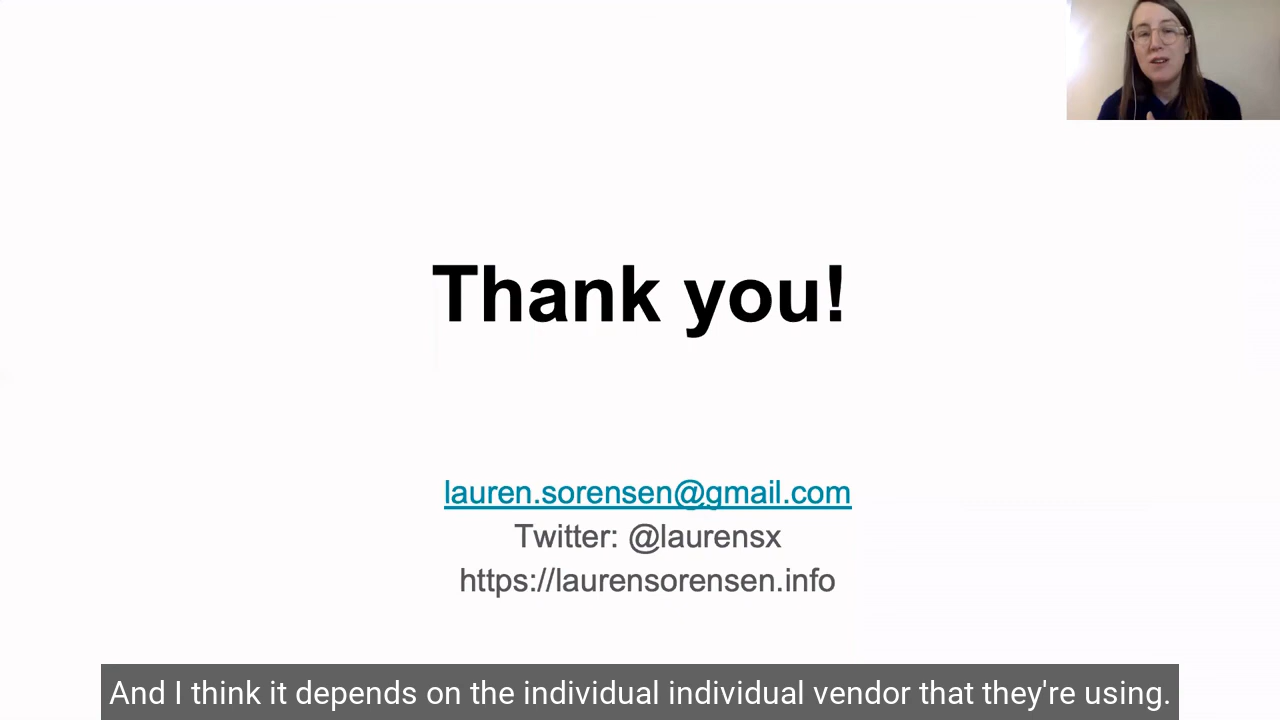 Thank you!
lauren.sorensen@gmail.com
Twitter: @laurensx
https://laurensorensen.info
And I think it depends on the individual individual vendor that they're using.